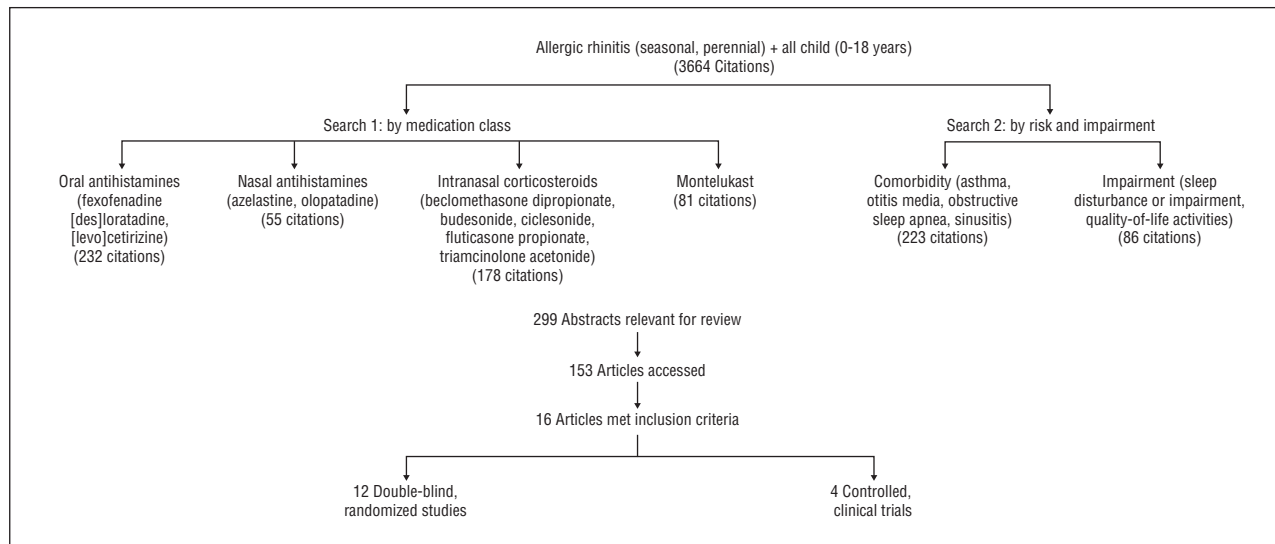 Allergic rhinitis (seasonal, perennial) + all child (0-18 years)
(3664 Citations)
Search 1: by medication class
Search 2: by risk and impairment
Oral antihistamines
(fexofenadine
[des]loratadine,
[levo]cetirizine)
(232 citations)
Nasal antihistamines
(azelastine, olopatadine)
(55 citations)
Intranasal corticosteroids
(beclomethasone dipropionate,
budesonide, ciclesonide,
fluticasone propionate,
triamcinolone acetonide)
(178 citations)
Montelukast
(81 citations)
Comorbidity (asthma,
otitis media, obstructive
sleep apnea, sinusitis)
(223 citations)
Impairment (sleep
disturbance or impairment,
quality-of-life activities)
(86 citations)
299 Abstracts relevant for review
153 Articles accessed
16 Articles met inclusion criteria
12 Double-blind,
randomized studies
4 Controlled,
clinical trials